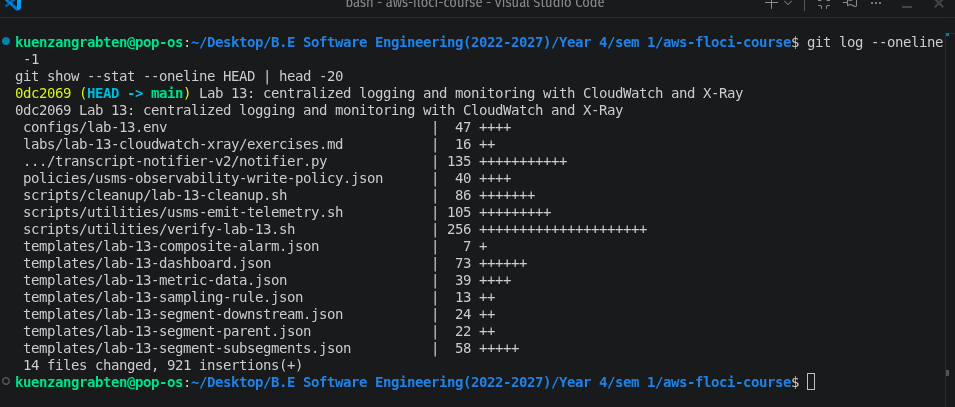 bash - aws-floci-course - Visual Studio Code
kuenzangrabten@pop-os:~/Desktop/B.E Software Engineering(2022-2027)/Year 4/sem 1/aws-floci-course$ git log --oneline
-1
git show --stat --oneline HEAD | head -20
0dc2069 (HEAD -> main) Lab 13: centralized logging and monitoring with CloudWatch and X-Ray
0dc2069 Lab 13: centralized logging and monitoring with CloudWatch and X-Ray
configs/lab-13.env | 47 ++++
labs/lab-13-cloudwatch-xray/exercises.md | 16 ++
.../transcript-notifier-v2/notifier.py | 135 +++++++++++
policies/usms-observability-write-policy.json | 40 ++++
scripts/cleanup/lab-13-cleanup.sh | 86 +++++++
scripts/utilities/usms-emit-telemetry.sh | 105 +++++++++
scripts/utilities/verify-lab-13.sh | 256 +++++++++++++++++++++
templates/lab-13-composite-alarm.json | 7 +
templates/lab-13-dashboard.json | 73 ++++++
templates/lab-13-metric-data.json | 39 ++++
templates/lab-13-sampling-rule.json | 13 ++
templates/lab-13-segment-downstream.json | 24 ++
templates/lab-13-segment-parent.json | 22 ++
templates/lab-13-segment-subsegments.json | 58 +++++
14 files changed, 921 insertions(+)
kuenzangrabten@pop-os:~/Desktop/B.E Software Engineering(2022-2027)/Year 4/sem 1/aws-floci-course$